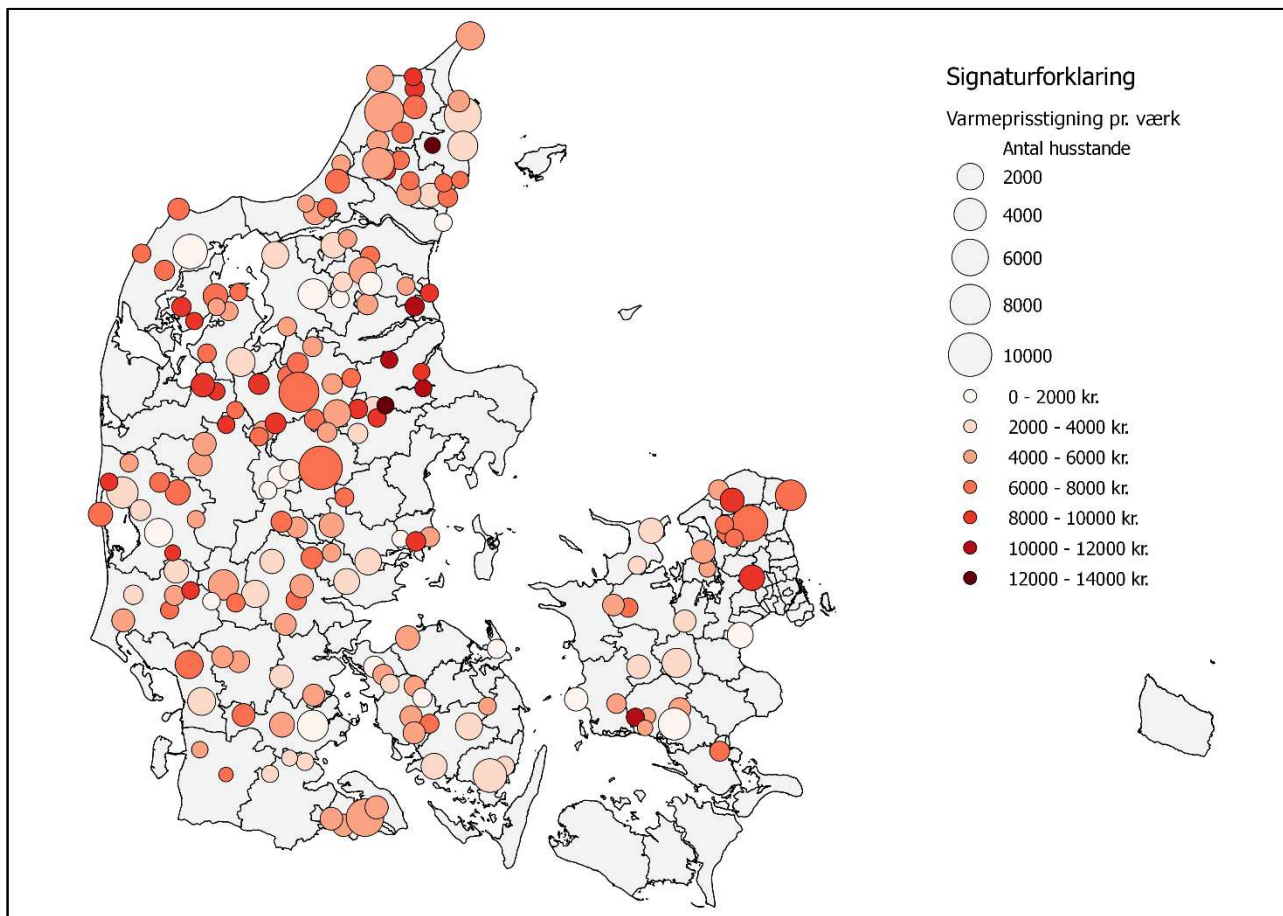 Signaturforklaring
Varmeprisstigning pr. værk
Antal husstande
2000
4000
6000
8000
10000
0 - 2000 kr.
2000 - 4000 kr.
4000 - 6000 kr.
6000 - 8000 kr.
8000 - 10000 kr.
10000 - 12000 kr.
12000 - 14000 kr.